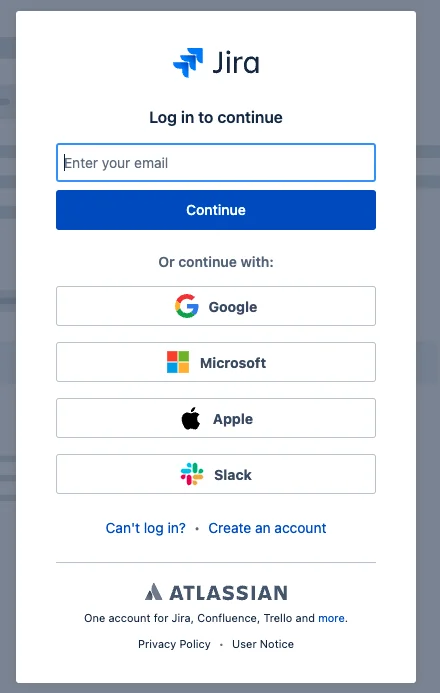 Jira
Log in to continue
Enter your email
Continue
Or continue with:
Google
Microsoft
Apple
Slack
Can't log in? • Create an account
ATLASSIAN
One account for Jira, Confluence, Trello and more.
Privacy Policy • User Notice